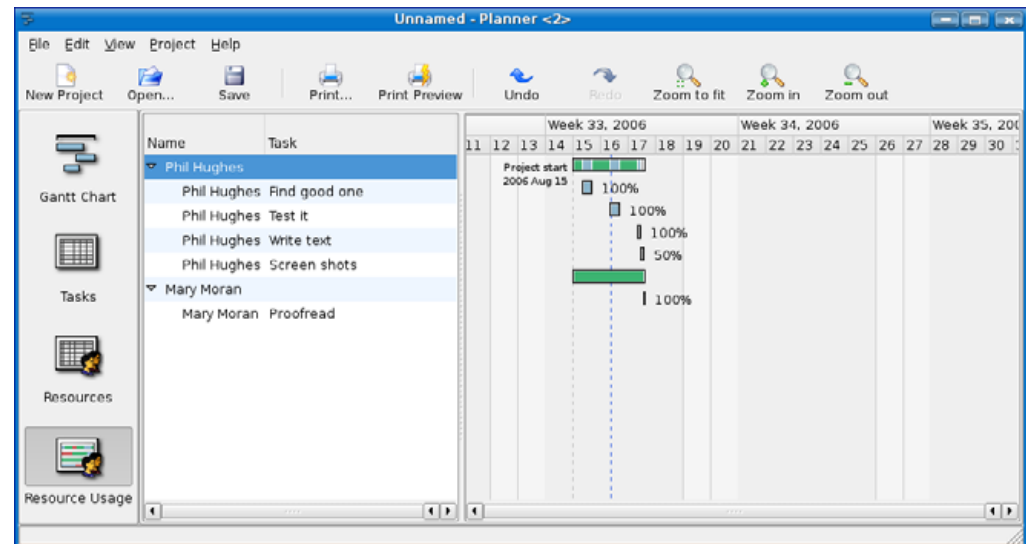 Unnamed - Planner <2>
File Edit View Project Help
New Project Open... Save Print... Print Preview Undo Redo Zoom to fit Zoom in Zoom out
Gantt Chart
Tasks
Resources
Resource Usage
Name Task
Phil Hughes
Phil Hughes Find good one
Phil Hughes Test it
Phil Hughes Write text
Phil Hughes Screen shots
Mary Moran
Mary Moran Proofread
Week 33, 2006 Week 34, 2006 Week 35, 200
11 12 13 14 15 16 17 18 19 20 21 22 23 24 25 26 27 28 29 30
Project start
2006 Aug 15
100%
100%
100%
50%
100%